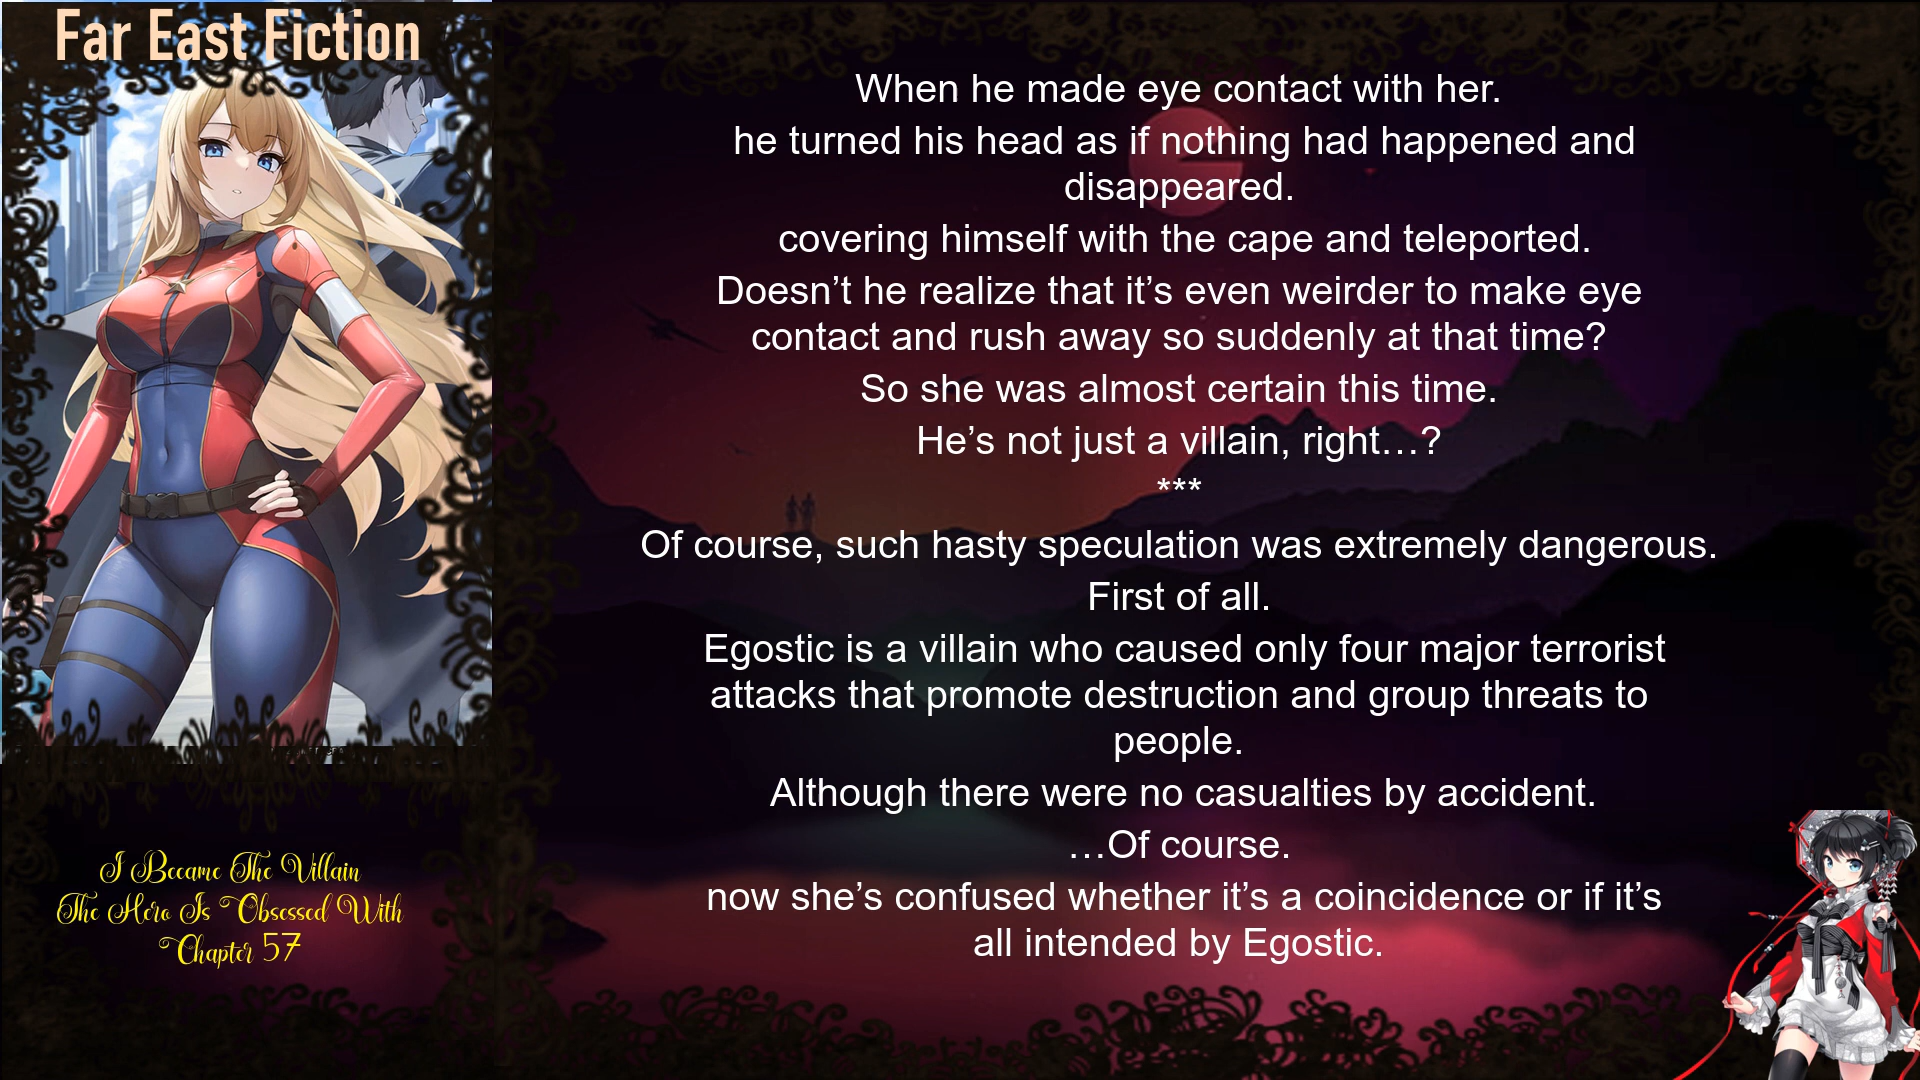 Far East Fiction
When he made eye contact with her.
he turned his head as if nothing had happened and
disappeared.
covering himself with the cape and teleported.
Doesn’t he realize that it’s even weirder to make eye
contact and rush away so suddenly at that time?
So she was almost certain this time.
He’s not just a villain, right…?
***
Of course, such hasty speculation was extremely dangerous.
First of all.
Egostic is a villain who caused only four major terrorist
attacks that promote destruction and group threats to
people.
Although there were no casualties by accident.
…Of course.
now she’s confused whether it’s a coincidence or if it’s
all intended by Egostic.
I Became The Villain
The Hero Is Obsessed With
Chapter 57